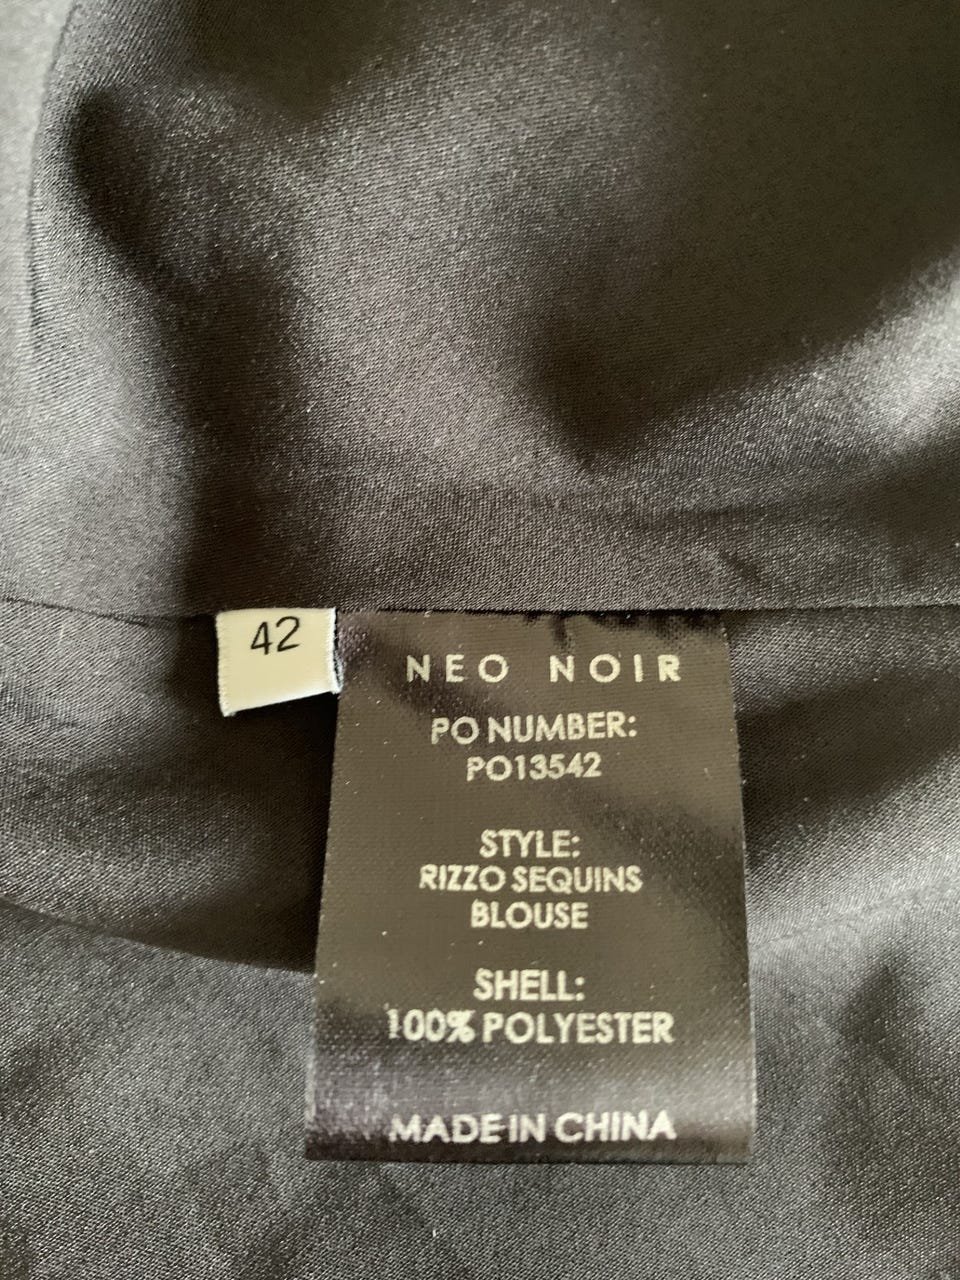 42
NEO NOIR
PO NUMBER:
PO13542
STYLE:
RIZZO SEQUINS
BLOUSE
SHELL:
100% POLYESTER
MADE IN CHINA